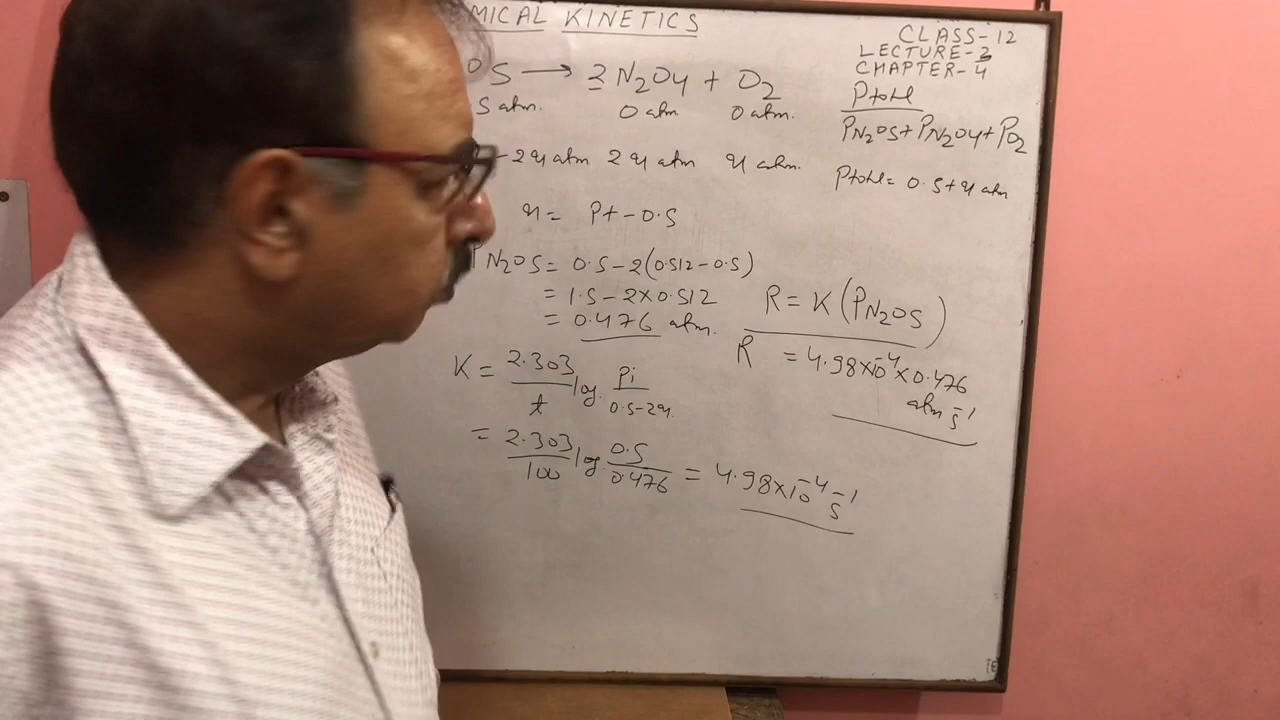 MICAL KINETICS
CLASS-12
LECTURE-3
CHAPTER-4
O5 ⟶ 2N2O4 + O2
5 atm. 0 atm. 0 atm.
Ptotal
PN2O5+PN2O4+PO2
-2x atm 2x atm x atm.
Ptotal= 0.5+x atm
x= Pt-0.5
PN2O5= 0.5-2(0.512-0.5)
= 1.5-2×0.512
= 0.476 atm.
R= K(PN2O5)
R = 4.98×10⁻⁴×0.476
atm s⁻¹
K = 2.303/t log Pi/0.5-2x.
= 2.303/100 log 0.5/0.476 = 4.98×10⁻⁴ s⁻¹